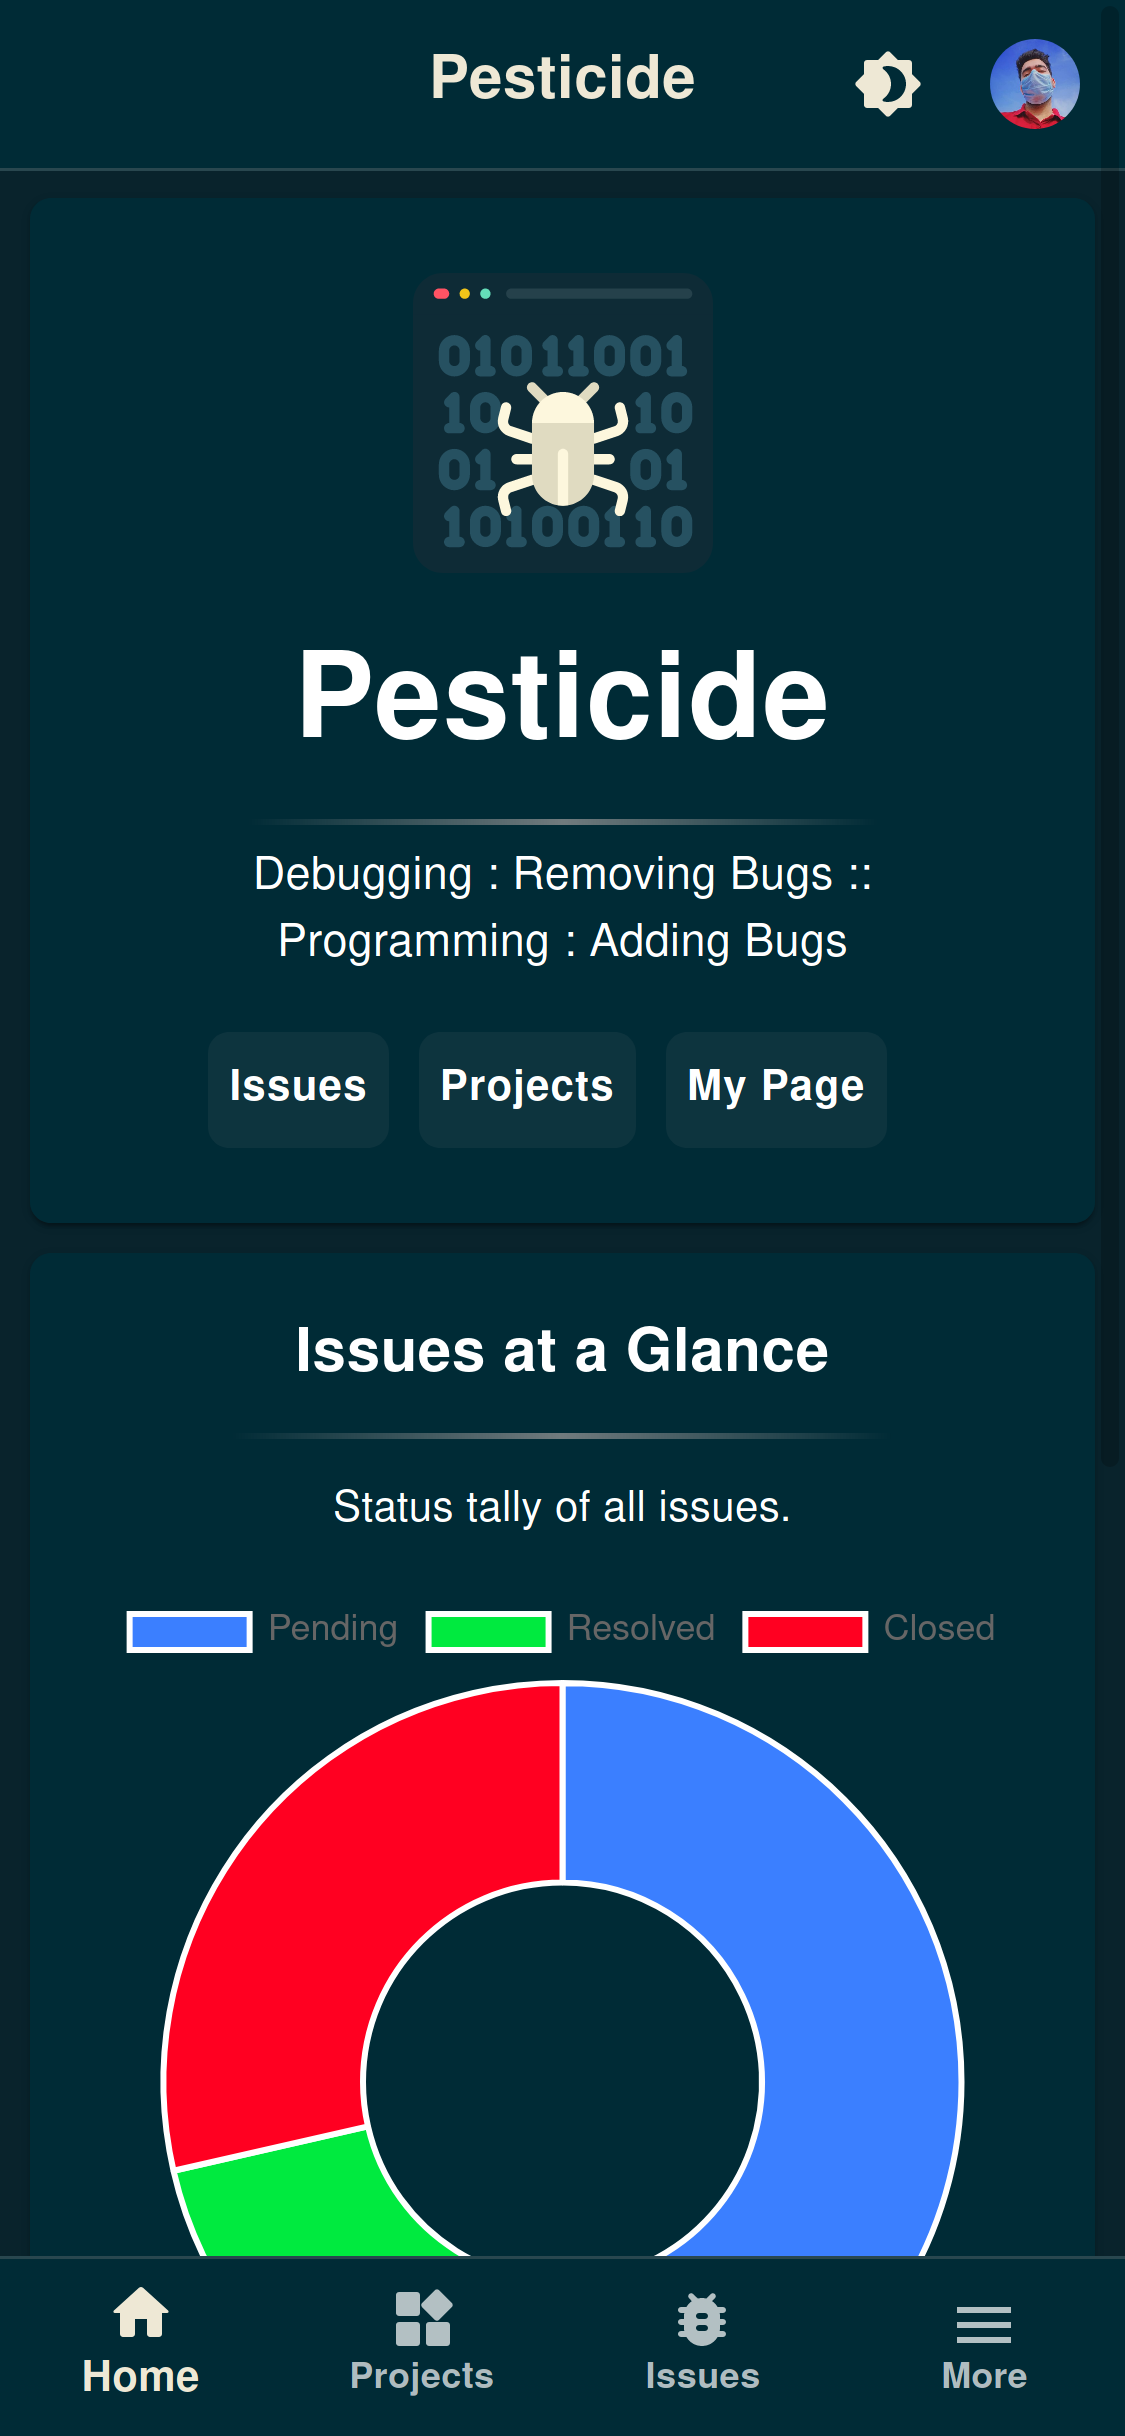 Pesticide
01011001
10 10
01 01
10100110
Pesticide
Debugging : Removing Bugs ::
Programming : Adding Bugs
Issues Projects My Page
Issues at a Glance
Status tally of all issues.
Pending Resolved Closed
Home Projects Issues More